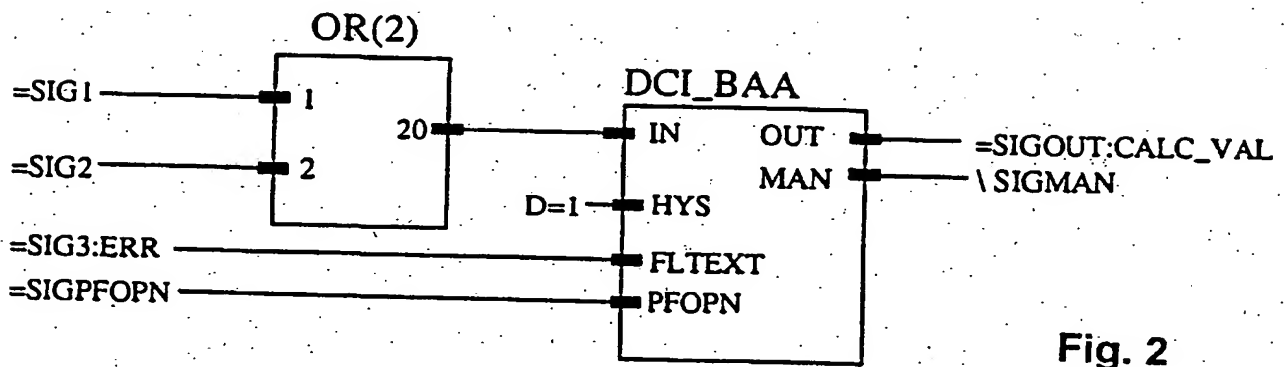 OR(2)
=SIG1
1
20
=SIG2
2
DCI_BAA
IN
OUT
=SIGOUT:CALC_VAL
MAN
\SIGMAN
D=1
HYS
=SIG3:ERR
FLTEXT
=SIGPFOPN
PFOPN
Fig. 2